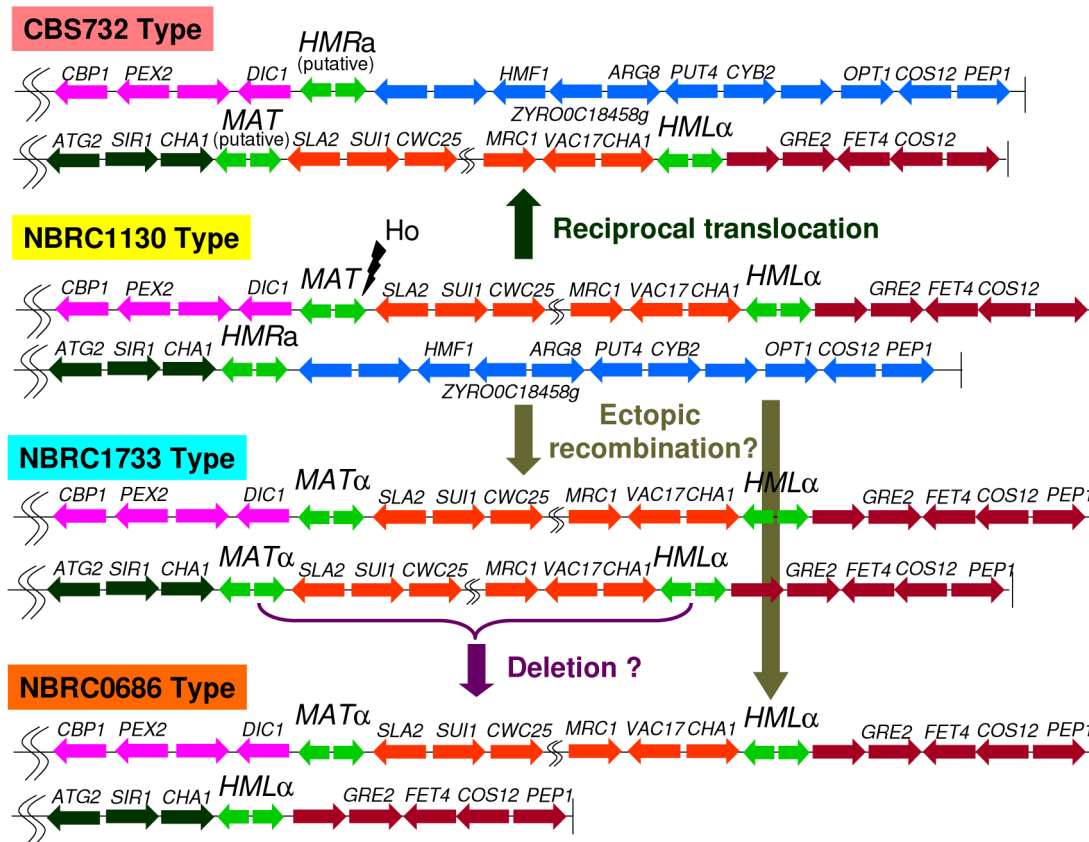 CBS732 Type
HMRa
(putative)
CBP1 PEX2 DIC1 HMF1 ARG8 PUT4 CYB2 OPT1 COS12 PEP1
ZYRO0C18458g
MAT
(putative)
HMLα
ATG2 SIR1 CHA1 SLA2 SUI1 CWC25 MRC1 VAC17 CHA1 GRE2 FET4 COS12
Reciprocal translocation
NBRC1130 Type
Ho
MAT HMLα
CBP1 PEX2 DIC1 SLA2 SUI1 CWC25 MRC1 VAC17 CHA1 GRE2 FET4 COS12
HMRa
ATG2 SIR1 CHA1 HMF1 ARG8 PUT4 CYB2 OPT1 COS12 PEP1
ZYRO0C18458g
Ectopic
recombination?
NBRC1733 Type
MATα HMLα
CBP1 PEX2 DIC1 SLA2 SUI1 CWC25 MRC1 VAC17 CHA1 GRE2 FET4 COS12 PEP1
MATα HMLα
ATG2 SIR1 CHA1 SLA2 SUI1 CWC25 MRC1 VAC17 CHA1 GRE2 FET4 COS12 PEP1
Deletion ?
NBRC0686 Type
MATα HMLα
CBP1 PEX2 DIC1 SLA2 SUI1 CWC25 MRC1 VAC17 CHA1 GRE2 FET4 COS12 PEP1
HMLα
ATG2 SIR1 CHA1 GRE2 FET4 COS12 PEP1